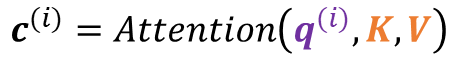 c⁽ⁱ⁾ = Attention(q⁽ⁱ⁾, K, V)